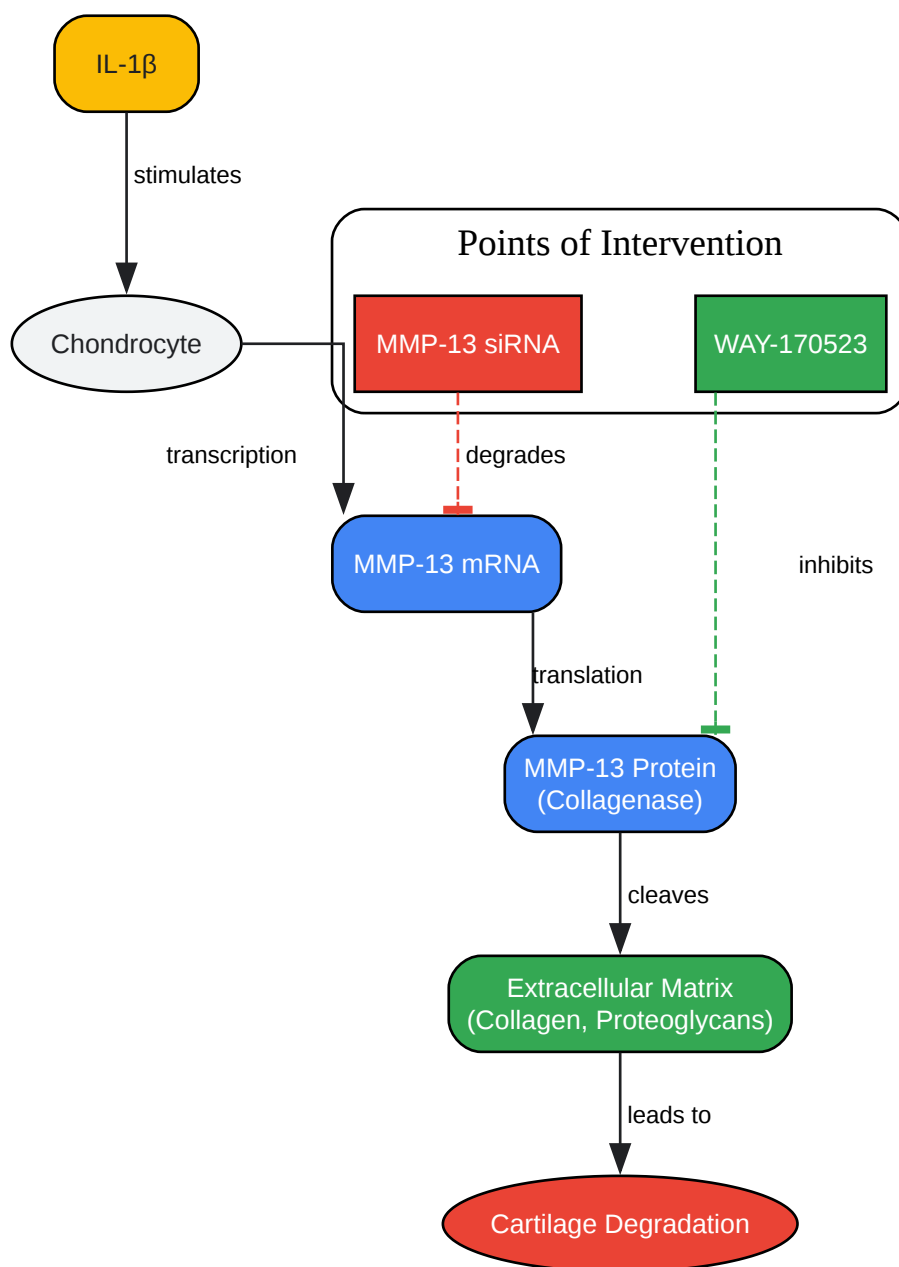 IL-1β
stimulates
Points of Intervention
Chondrocyte
MMP-13 siRNA
WAY-170523
transcription
degrades
MMP-13 mRNA
inhibits
translation
MMP-13 Protein
(Collagenase)
cleaves
Extracellular Matrix
(Collagen, Proteoglycans)
leads to
Cartilage Degradation